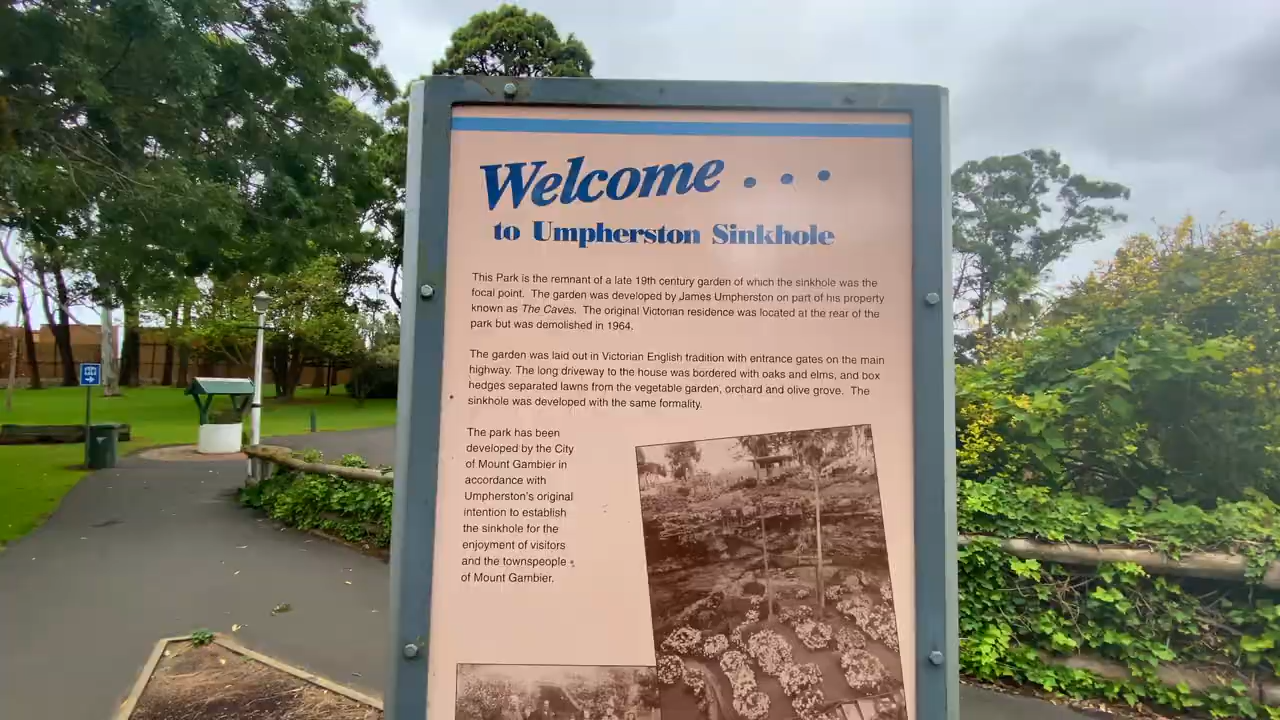 Welcome . . .
to Umpherston Sinkhole
This Park is the remnant of a late 19th century garden of which the sinkhole was the
focal point. The garden was developed by James Umpherston on part of his property
known as The Caves. The original Victorian residence was located at the rear of the
park but was demolished in 1964.
The garden was laid out in Victorian English tradition with entrance gates on the main
highway. The long driveway to the house was bordered with oaks and elms, and box
hedges separated lawns from the vegetable garden, orchard and olive grove. The
sinkhole was developed with the same formality.
The park has been
developed by the City
of Mount Gambier in
accordance with
Umpherston's original
intention to establish
the sinkhole for the
enjoyment of visitors
and the townspeople
of Mount Gambier.